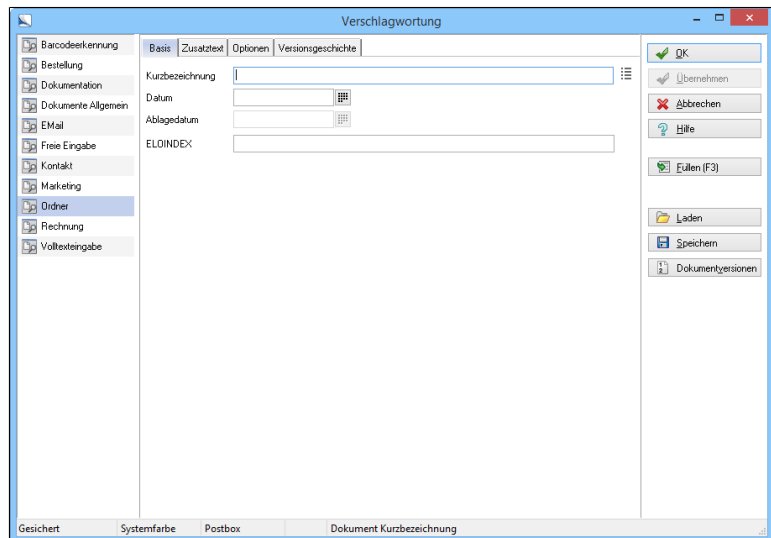 Verschlagwortung
Barcodeerkennung
Bestellung
Dokumentation
Dokumente Allgemein
EMail
Freie Eingabe
Kontakt
Marketing
Ordner
Rechnung
Volltexteingabe
Basis Zusatztext Optionen Versionsgeschichte
Kurzbezeichnung
Datum
Ablagedatum
ELOINDEX
OK
Übernehmen
Abbrechen
Hilfe
Füllen (F3)
Laden
Speichern
Dokumentversionen
Gesichert Systemfarbe Postbox Dokument Kurzbezeichnung